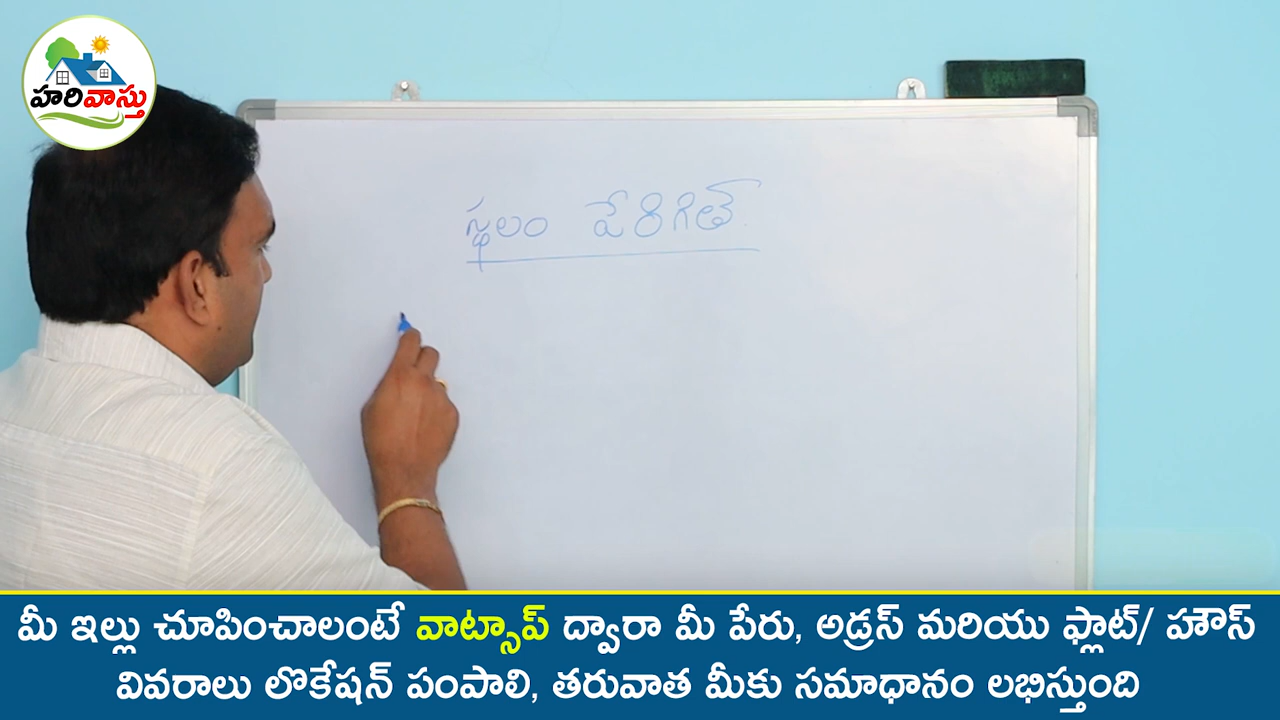 హరివాస్తు
స్థలం పేరిగితే
మీ ఇల్లు చూపించాలంటే వాట్సాప్ ద్వారా మీ పేరు, అడ్రస్ మరియు ఫ్లాట్/ హౌస్
వివరాలు లొకేషన్ పంపాలి, తరువాత మీకు సమాధానం లభిస్తుంది